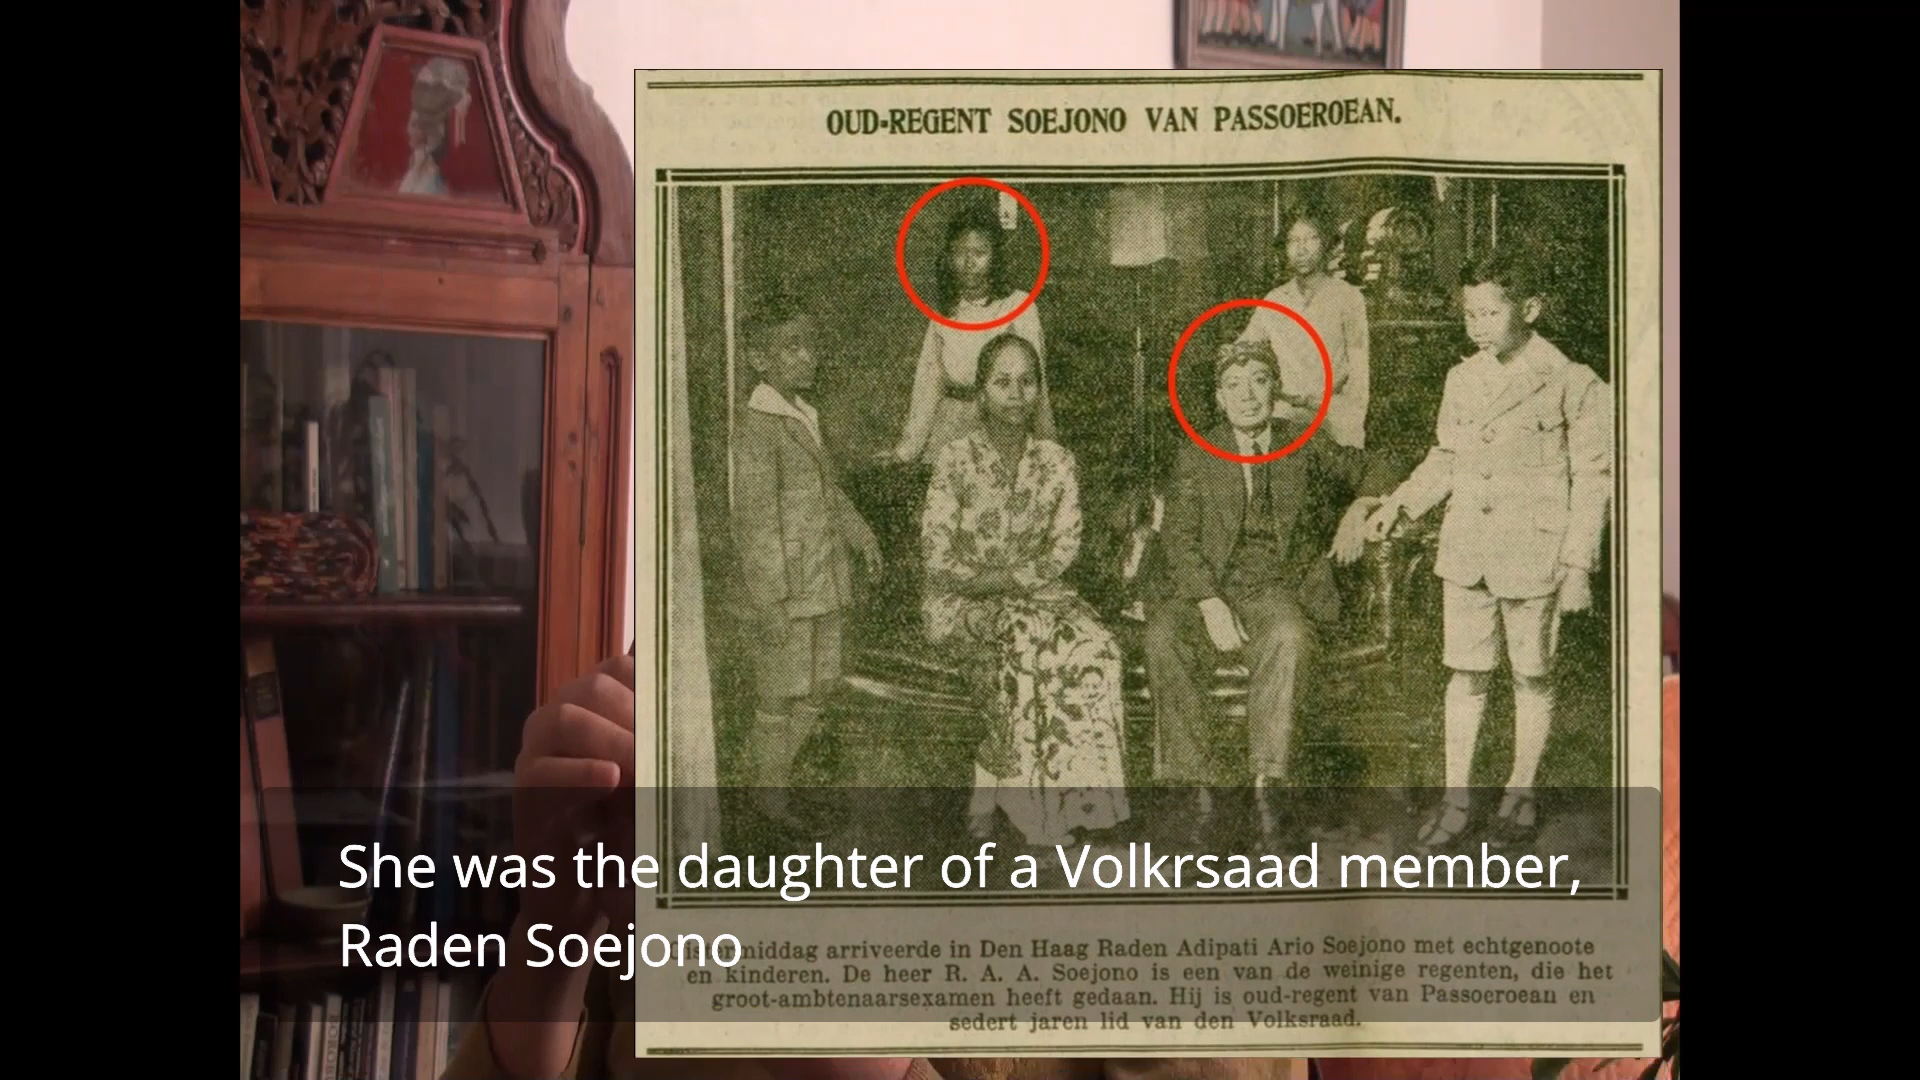 OUD-REGENT SOEJONO VAN PASSOEROEAN.
She was the daughter of a Volkrsaad member,
Raden Soejono
middag arriveerde in Den Haag Raden Adipati Ario Soejono met echtgenoote
en kinderen. De heer R. A. A. Soejono is een van de weinige regenten, die het
groot-ambtenaarsexamen heeft gedaan. Hij is oud-regent van Passoeroean en
sedert jaren lid van den Volksraad.